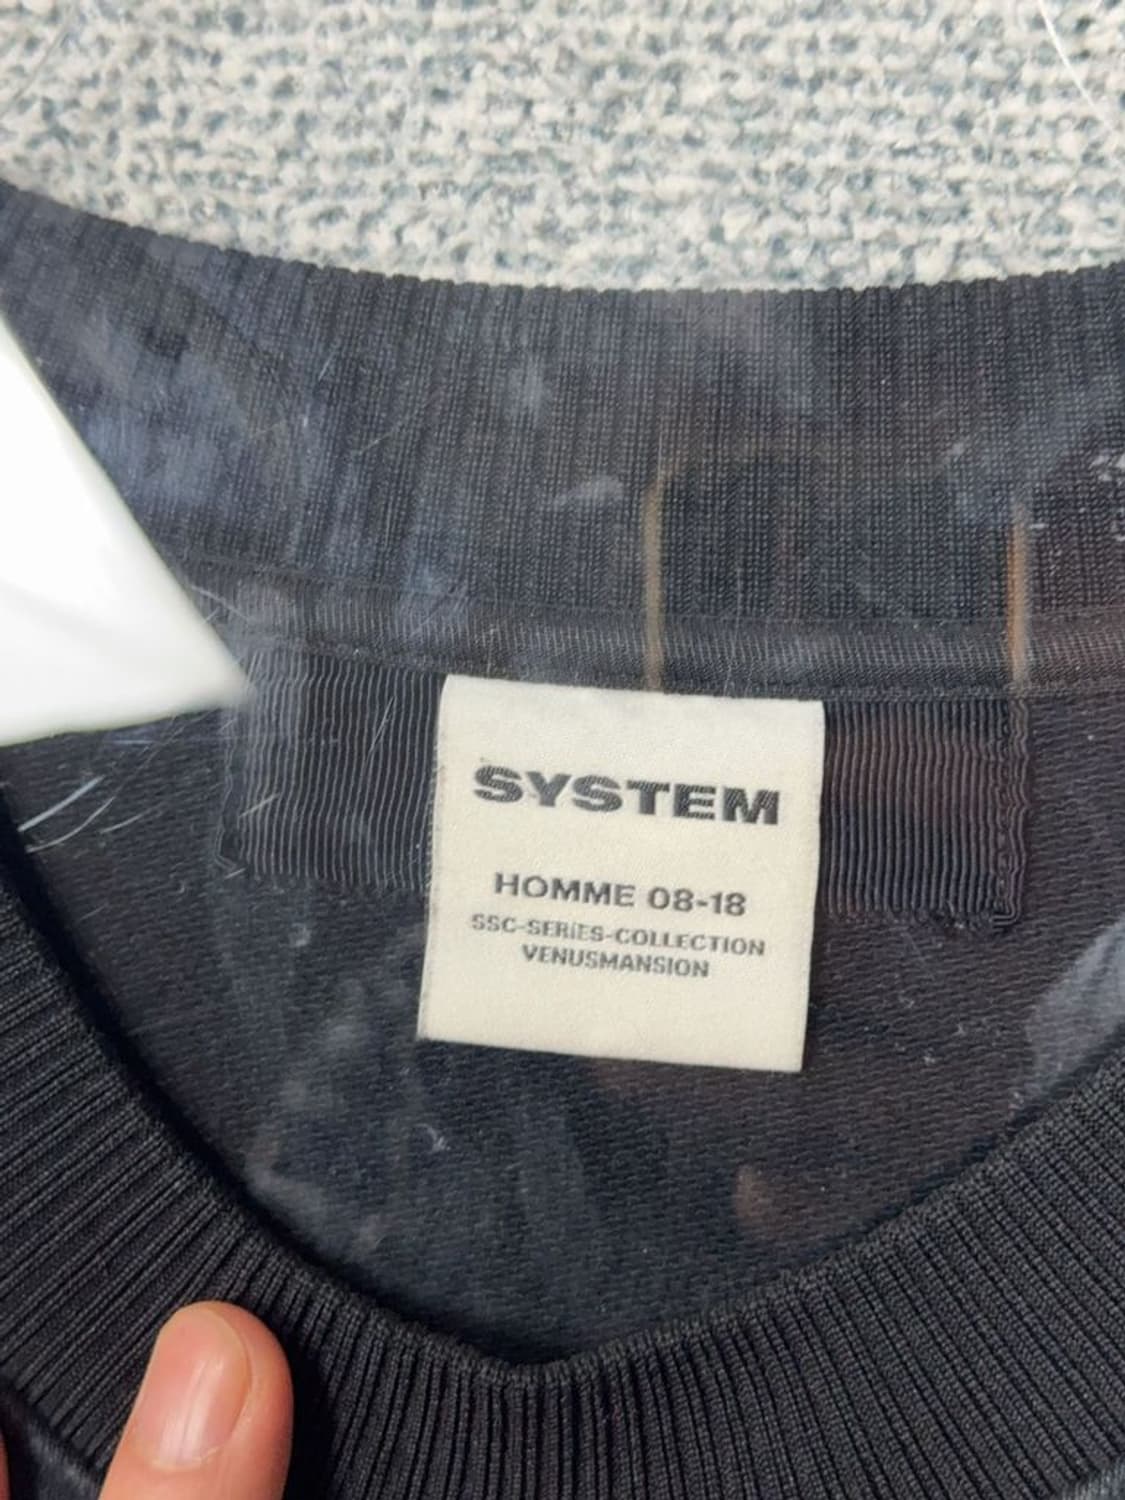 SYSTEM
HOMME 08-18
SSC-SERIES-COLLECTION
VENUSMANSION